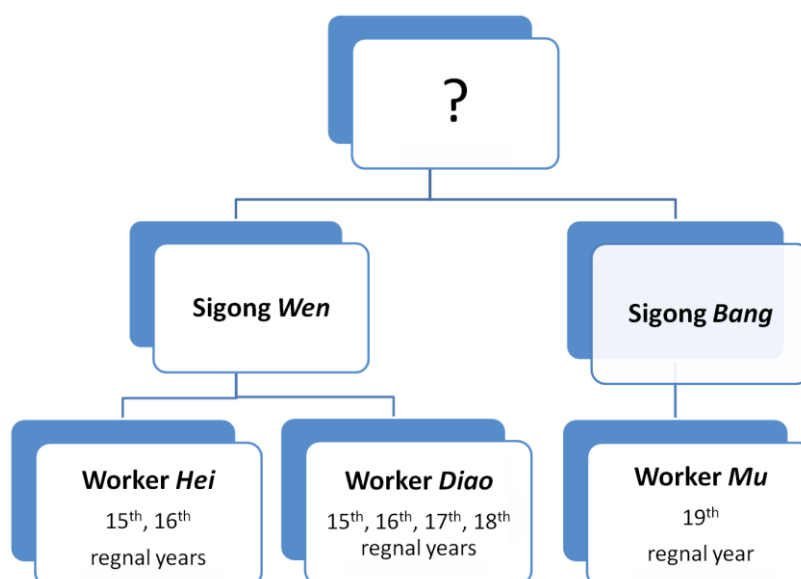 ?
Sigong Wen
Sigong Bang
Worker Hei
15th, 16th
regnal years
Worker Diao
15th, 16th, 17th, 18th
regnal years
Worker Mu
19th
regnal year